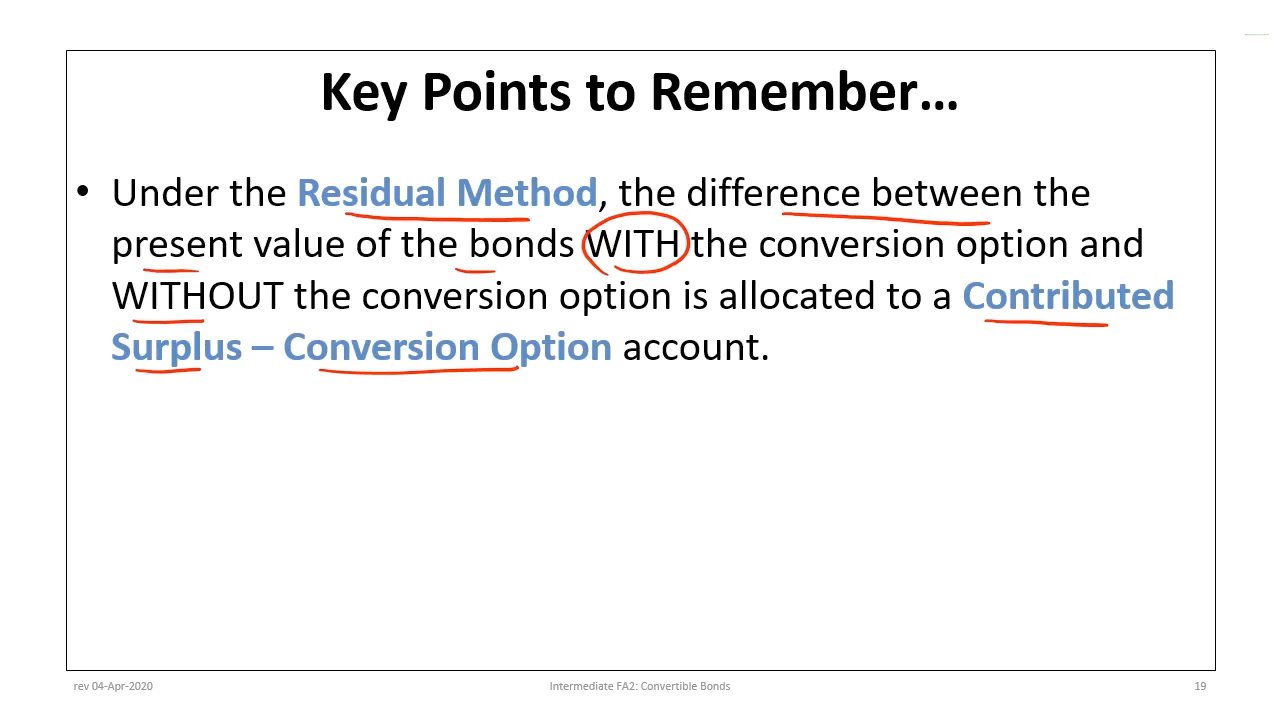 Key Points to Remember...
• Under the Residual Method, the difference between the
present value of the bonds WITH the conversion option and
WITHOUT the conversion option is allocated to a Contributed
Surplus – Conversion Option account.
rev 04-Apr-2020
Intermediate FA2: Convertible Bonds
19